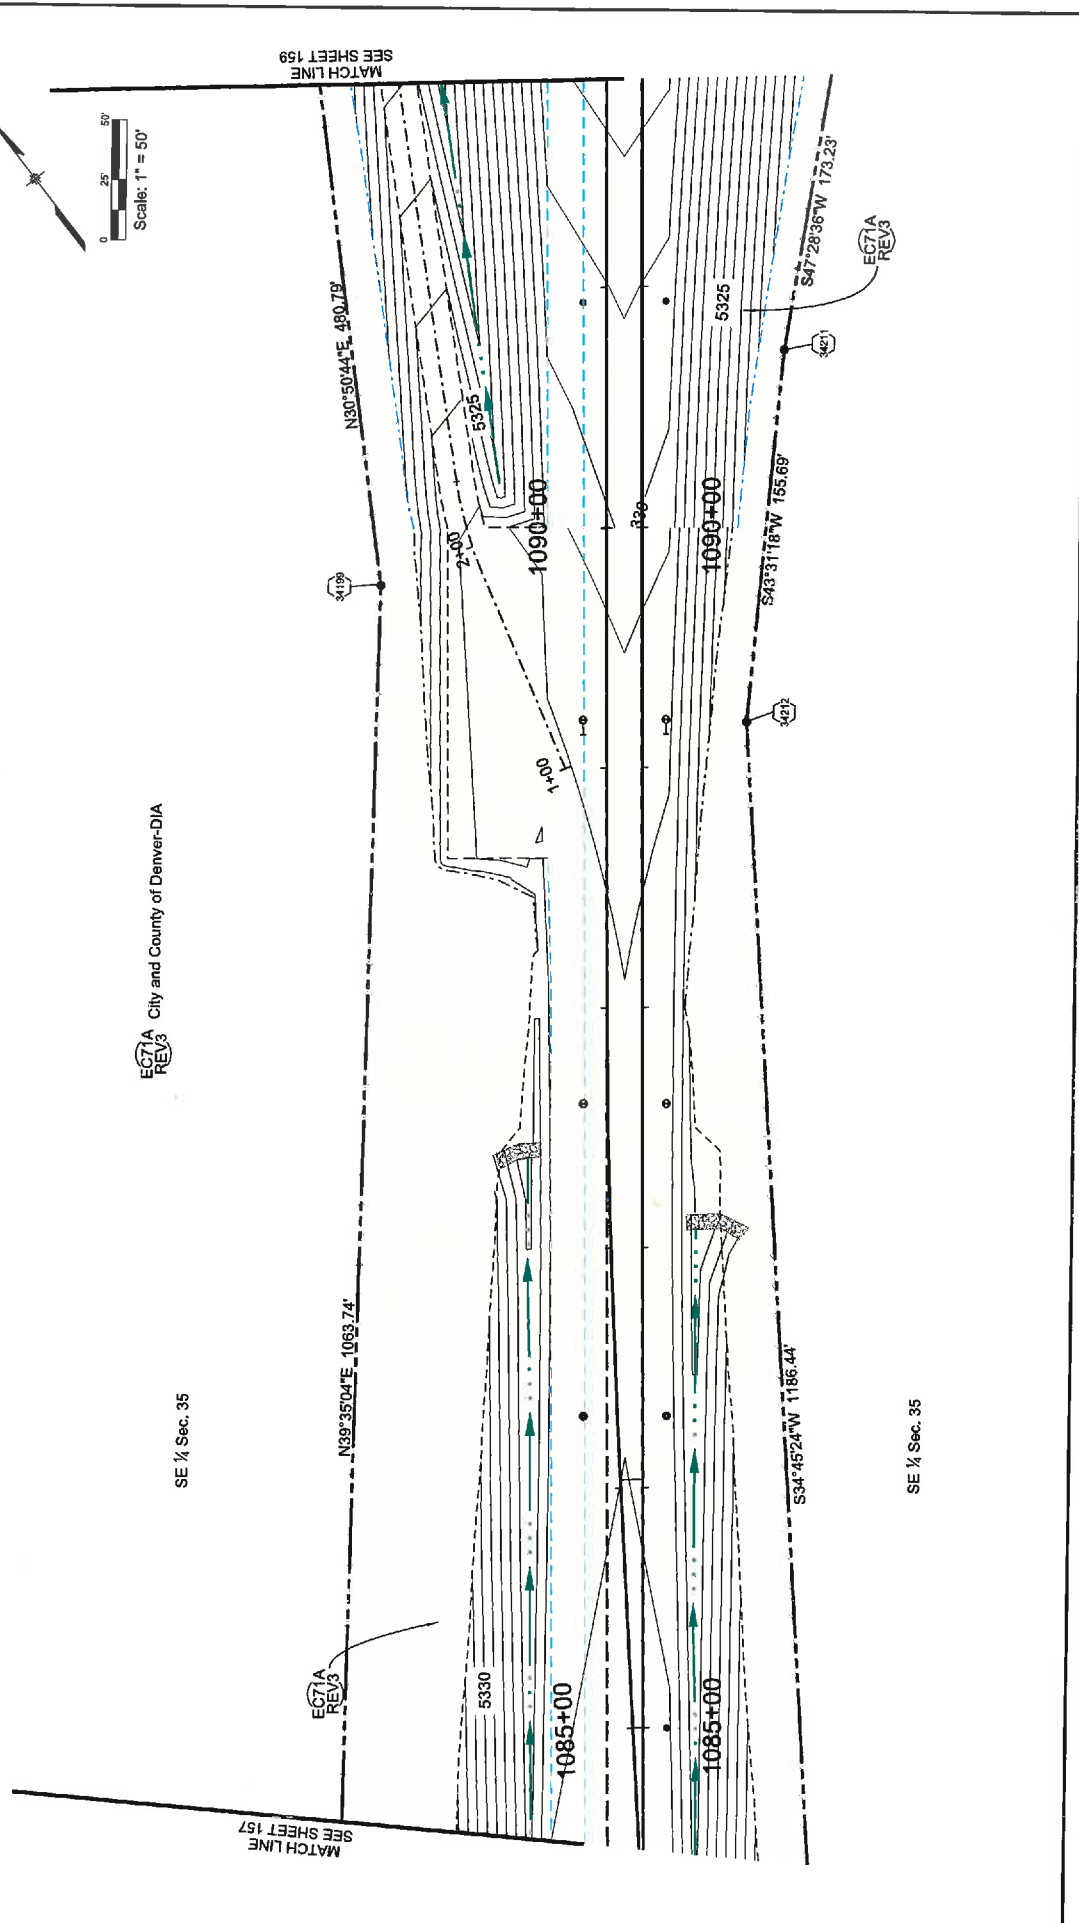 MATCH LINE
SEE SHEET 159
0 25' 50'
Scale: 1" = 50'
N30°50'44"E 480.79'
S47°28'36"W 173.23'
EC71A
REV3
5325
34211
5325
S43°31'18"W 155.69'
1090+00
1090+00
2+00
34199
34212
1+00
EC71A
REV3
City and County of Denver-DIA
N39°35'04"E 1063.74'
S34°45'24"W 1186.44'
SE ¼ Sec. 35
SE ¼ Sec. 35
EC71A
REV3
5330
1085+00
1085+00
MATCH LINE
SEE SHEET 157